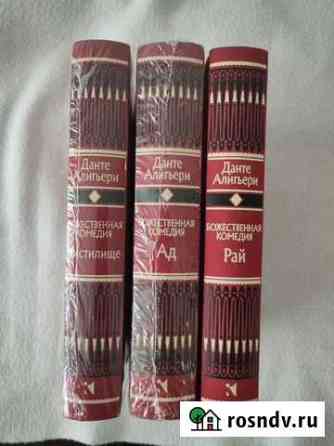 Данте
Алигьери
БОЖЕСТВЕННАЯ
КОМЕДИЯ
Чистилище
Данте
Алигьери
БОЖЕСТВЕННАЯ
КОМЕДИЯ
Ад
Данте
Алигьери
БОЖЕСТВЕННАЯ
КОМЕДИЯ
Рай
rosndv.ru